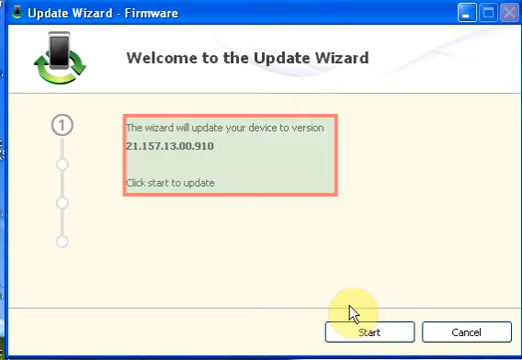 Update Wizard - Firmware
Welcome to the Update Wizard
1
The wizard will update your device to version
21.157.13.00.910
Click start to update
Start
Cancel